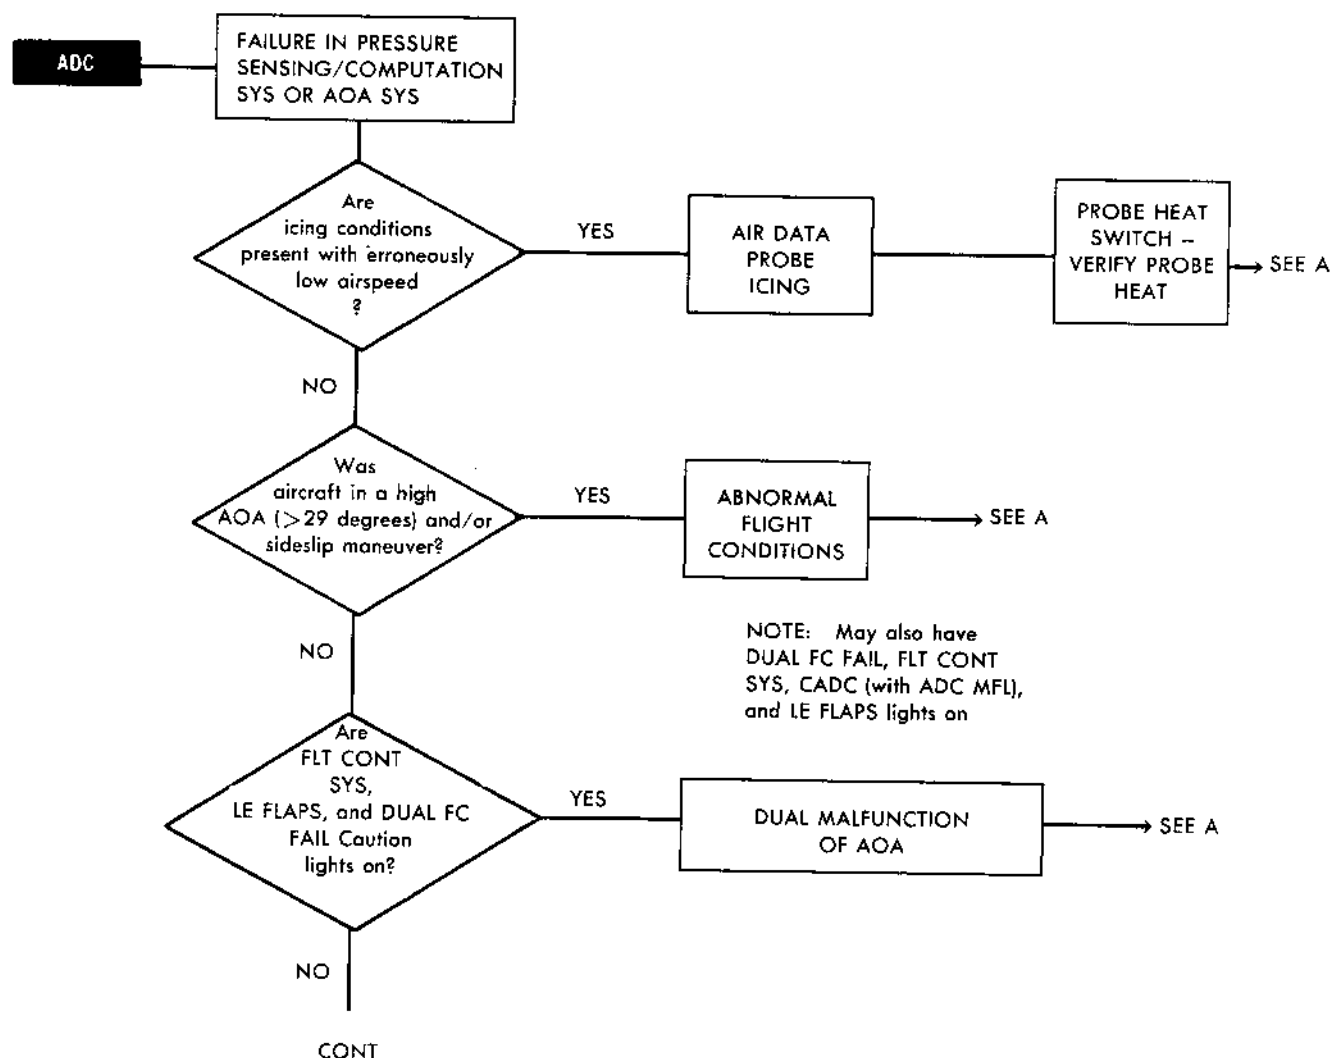 ADC
FAILURE IN PRESSURE
SENSING/COMPUTATION
SYS OR AOA SYS
Are
icing conditions
present with erroneously
low airspeed
?
YES
AIR DATA
PROBE
ICING
PROBE HEAT
SWITCH –
VERIFY PROBE
HEAT
SEE A
NO
Was
aircraft in a high
AOA (>29 degrees) and/or
sideslip maneuver?
YES
ABNORMAL
FLIGHT
CONDITIONS
SEE A
NOTE: May also have
DUAL FC FAIL, FLT CONT
SYS, CADC (with ADC MFL),
and LE FLAPS lights on
NO
Are
FLT CONT
SYS,
LE FLAPS, and DUAL FC
FAIL Caution
lights on?
YES
DUAL MALFUNCTION
OF AOA
SEE A
NO
CONT